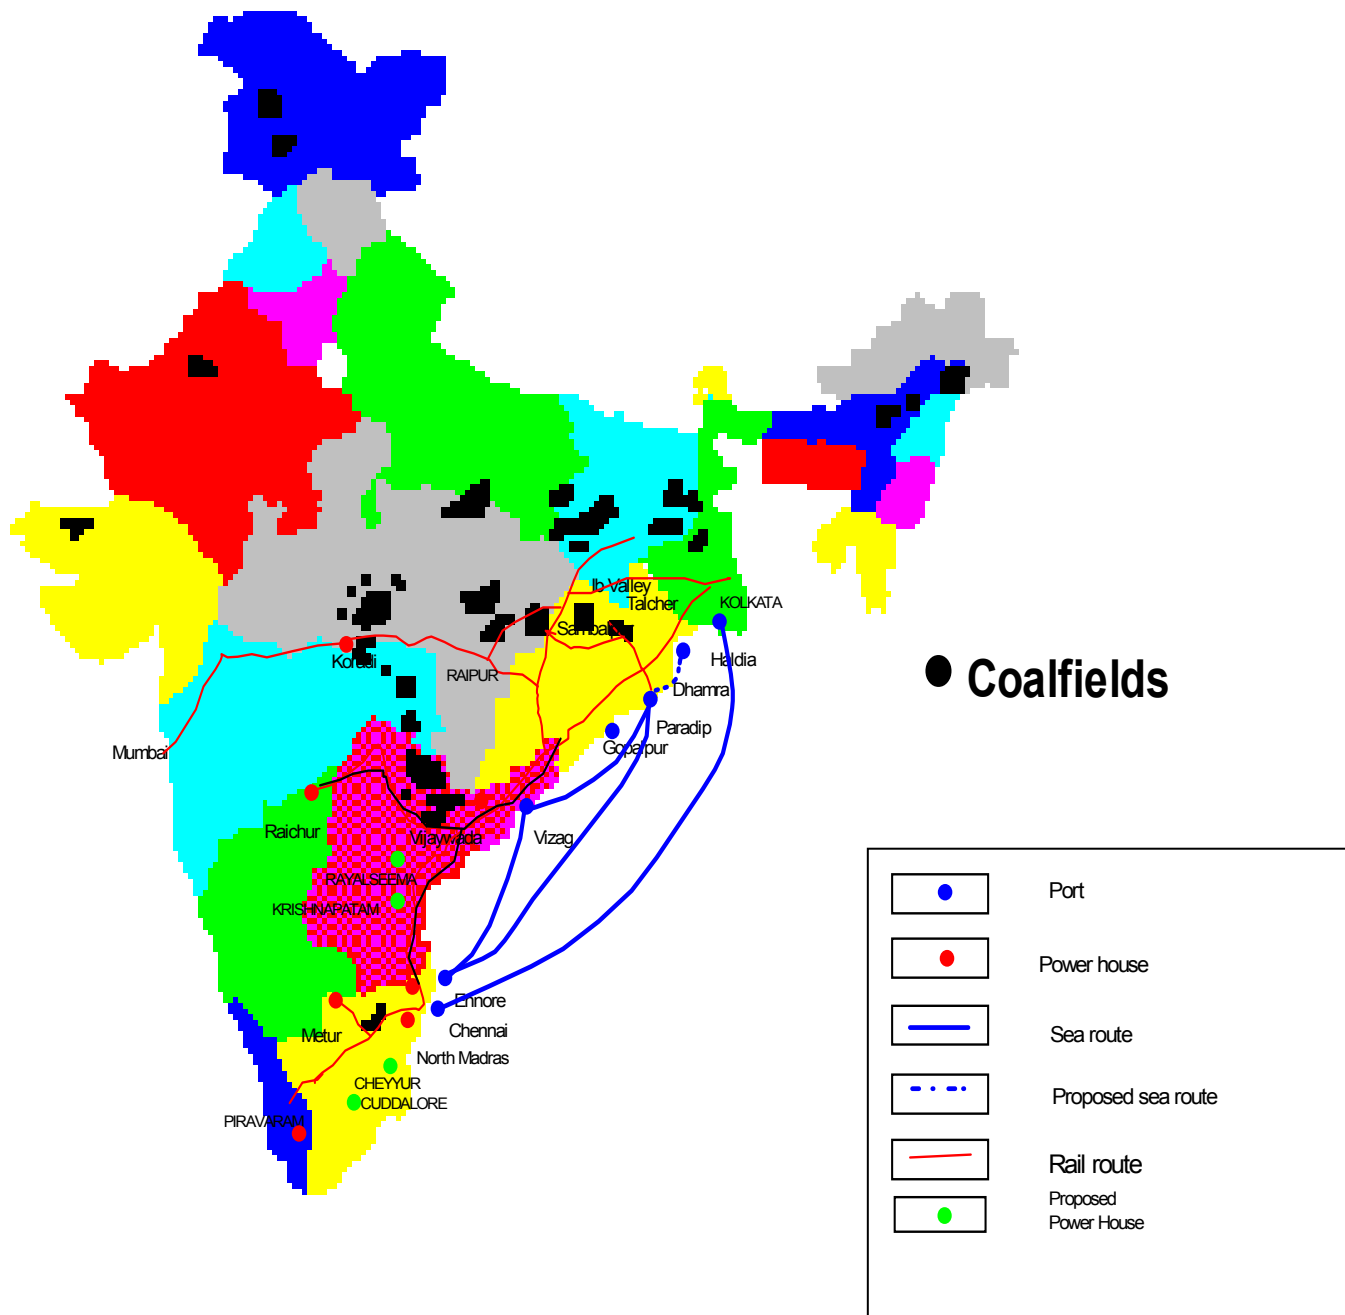 Ib Valley
Talcher
KOLKATA
Sambalpur
Koradi
RAIPUR
Haldia
Dhamra
Paradip
Gopalpur
Mumbai
Coalfields
Raichur
Vijaywada
Vizag
RAYALSEEMA
KRISHNAPATAM
Ennore
Metur
Chennai
North Madras
CHEYYUR
CUDDALORE
PIRAVARAM
Port
Power house
Sea route
Proposed sea route
Rail route
Proposed
Power House